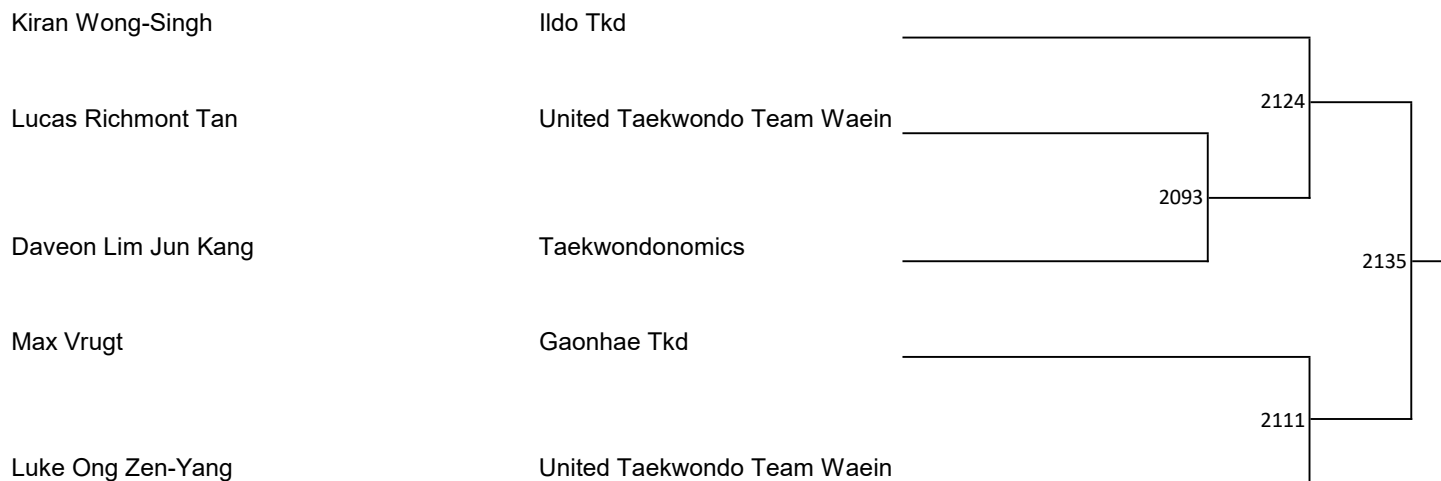 Kiran Wong-Singh Ildo Tkd
2124
Lucas Richmont Tan United Taekwondo Team Waein
2093
Daveon Lim Jun Kang Taekwondonomics
2135
Max Vrugt Gaonhae Tkd
2111
Luke Ong Zen-Yang United Taekwondo Team Waein